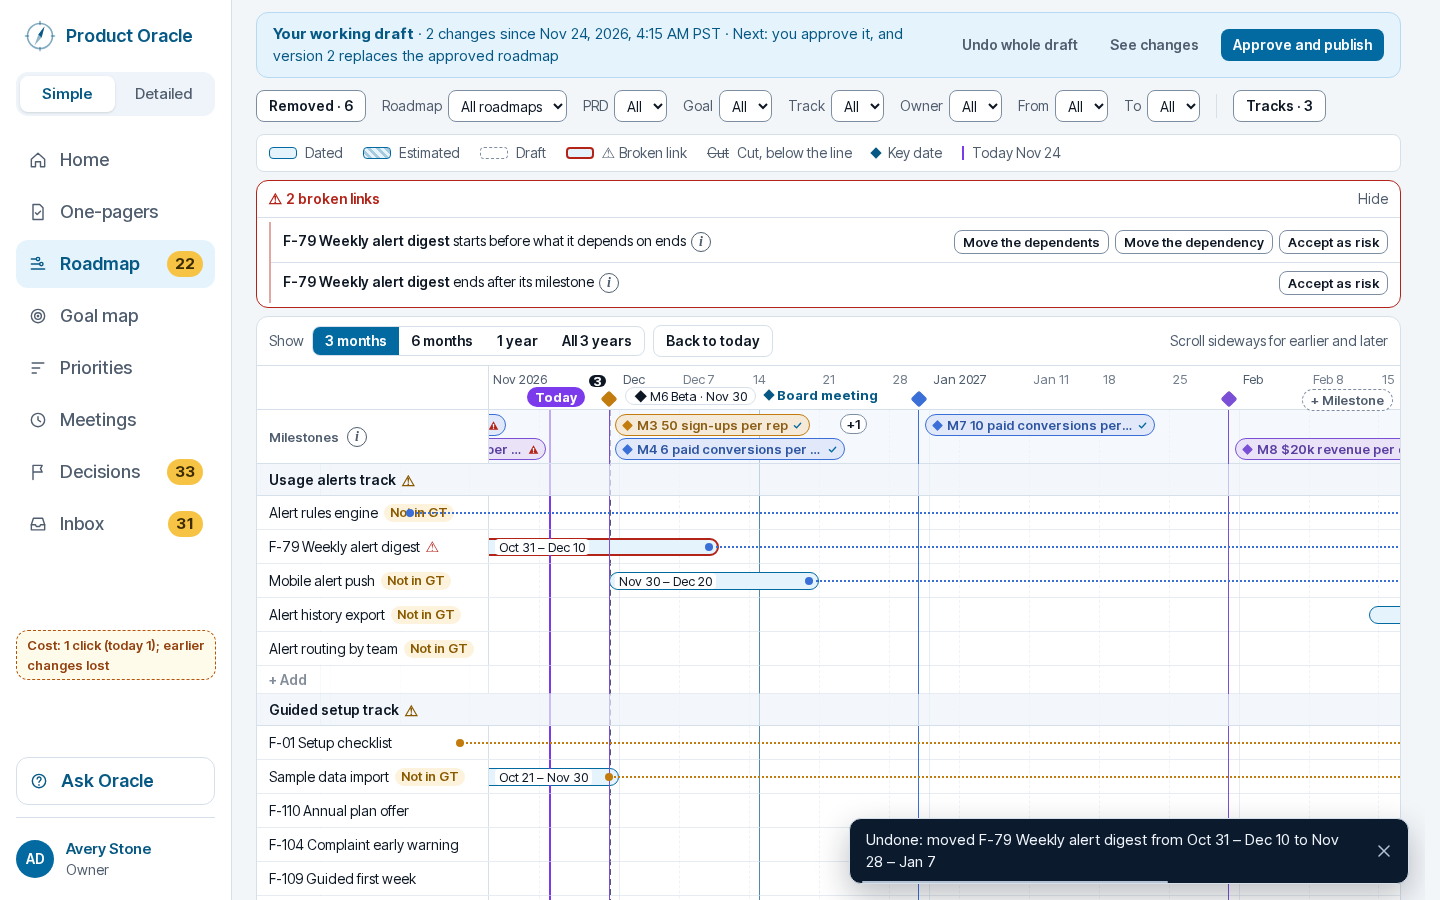 Product Oracle
Simple
Detailed
Home
One-pagers
Roadmap 22
Goal map
Priorities
Meetings
Decisions 33
Inbox 31
Cost: 1 click (today 1); earlier
changes lost
Ask Oracle
AD
Avery Stone
Owner
Your working draft · 2 changes since Nov 24, 2026, 4:15 AM PST · Next: you approve it, and
version 2 replaces the approved roadmap
Undo whole draft
See changes
Approve and publish
Removed · 6
Roadmap All roadmaps
PRD All
Goal All
Track All
Owner All
From All
To All
Tracks · 3
Dated
Estimated
Draft
⚠ Broken link
Cut Cut, below the line
Key date
Today Nov 24
⚠ 2 broken links
Hide
F-79 Weekly alert digest starts before what it depends on ends i
Move the dependents
Move the dependency
Accept as risk
F-79 Weekly alert digest ends after its milestone i
Accept as risk
Show
3 months
6 months
1 year
All 3 years
Back to today
Scroll sideways for earlier and later
Nov 2026
3
Dec
Dec 7
14
21
28
Jan 2027
Jan 11
18
25
Feb
Feb 8
15
Today
M6 Beta · Nov 30
Board meeting
+ Milestone
Milestones i
M3 50 sign-ups per rep ✓
+1
M7 10 paid conversions per... ✓
per ...
M4 6 paid conversions per ... ✓
M8 $20k revenue per
Usage alerts track ⚠
Alert rules engine Not in GT
F-79 Weekly alert digest ⚠
Oct 31 – Dec 10
Mobile alert push Not in GT
Nov 30 – Dec 20
Alert history export Not in GT
Alert routing by team Not in GT
+ Add
Guided setup track ⚠
F-01 Setup checklist
Sample data import Not in GT
Oct 21 – Nov 30
F-110 Annual plan offer
F-104 Complaint early warning
F-109 Guided first week
Undone: moved F-79 Weekly alert digest from Oct 31 – Dec 10 to Nov
28 – Jan 7